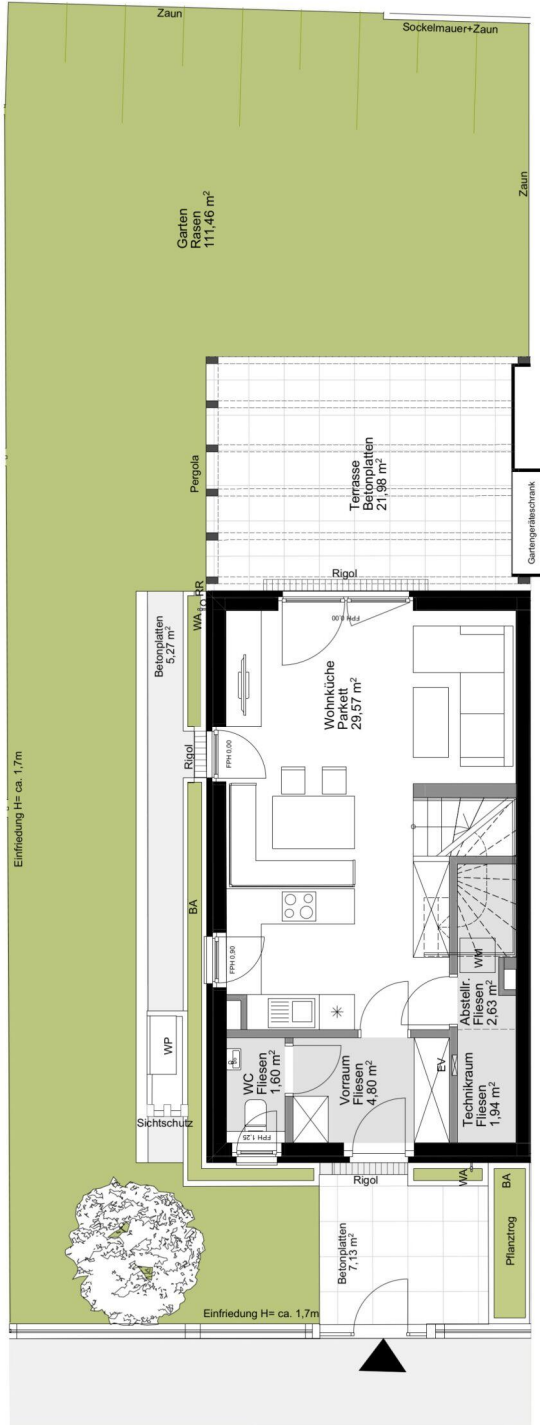 Zaun
Sockelmauer+Zaun
Zaun
Garten
Rasen
111,46 m²
Pergola
Terrasse
Betonplatten
21,98 m²
Gartengeräteschrank
Rigol
RR
WA
FPH 0,00
Betonplatten
5,27 m²
Wohnküche
Parkett
29,57 m²
Rigol
FPH 0,00
Einfriedung H= ca. 1,7m
BA
FPH 0,90
WM
Abstellr.
Fliesen
2,63 m²
WP
WC
Fliesen
1,60 m²
Vorraum
Fliesen
4,80 m²
EV
Technikraum
Fliesen
1,94 m²
Sichtschutz
FPH 1,25
Rigol
WA
BA
Pflanztrog
Betonplatten
7,13 m²
Einfriedung H= ca. 1,7m